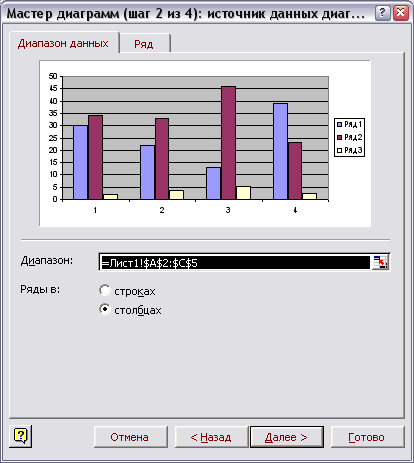 Мастер диаграмм (шаг 2 из 4): источник данных диаг...
Диапазон данных
Ряд
50
45
40
35
30
25
20
15
10
5
0
1 2 3 4
Ряд1
Ряд2
Ряд3
Диапазон: =Лист1!$A$2:$C$5
Ряды в: строках
столбцах
Отмена < Назад Далее > Готово